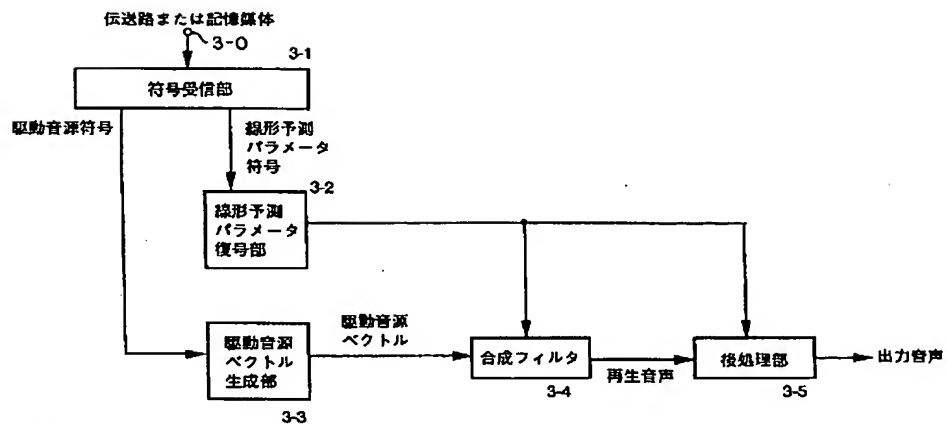 伝送路または記憶媒体
3-0
3-1
符号受信部
駆動音源符号
線形予測
パラメータ
符号
3-2
線形予測
パラメータ
復号部
駆動音源
ベクトル
生成部
3-3
駆動音源
ベクトル
合成フィルタ
3-4
再生音声
後処理部
3-5
出力音声